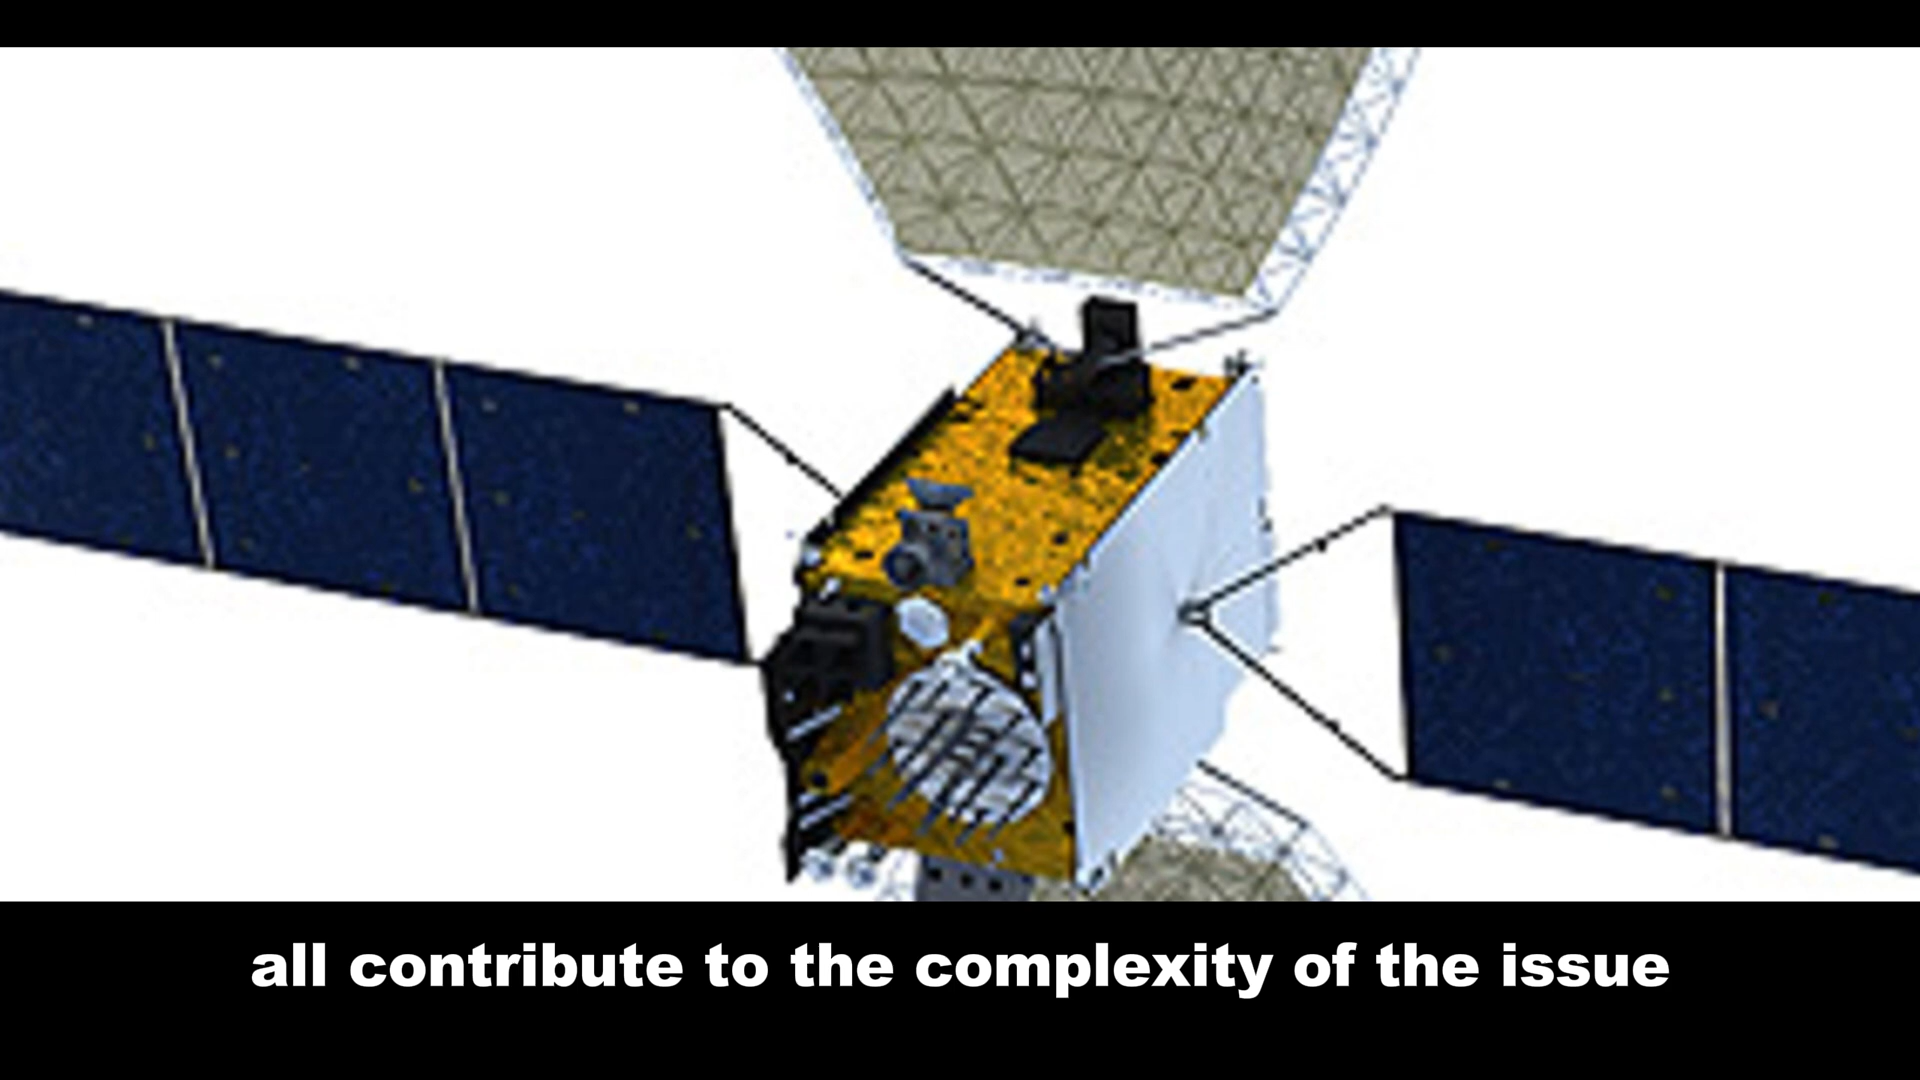 all contribute to the complexity of the issue